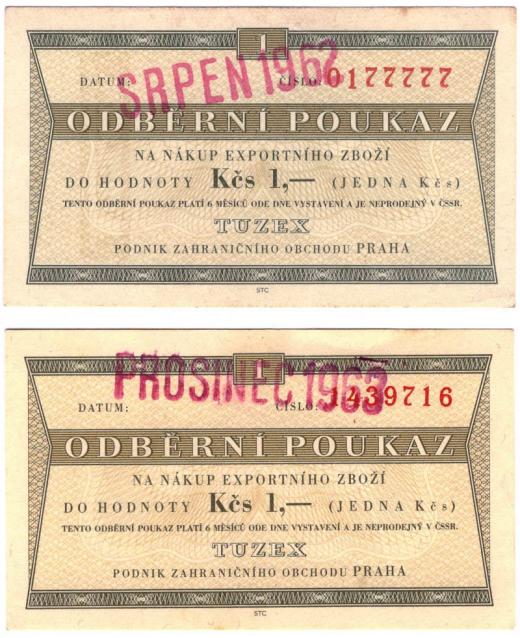 1
SRPEN 1962
DATUM: ČÍSLO: 0177777
ODBĚRNÍ POUKAZ
NA NÁKUP EXPORTNÍHO ZBOŽÍ
DO HODNOTY Kčs 1,— (JEDNA Kčs)
TENTO ODBĚRNÍ POUKAZ PLATÍ 6 MĚSÍCŮ ODE DNE VYSTAVENÍ A JE NEPRODEJNÝ V ČSSR.
TUZEX
PODNIK ZAHRANIČNÍHO OBCHODU PRAHA
STC
1
PROSINEC 1963
DATUM: ČÍSLO: 1439716
ODBĚRNÍ POUKAZ
NA NÁKUP EXPORTNÍHO ZBOŽÍ
DO HODNOTY Kčs 1,— (JEDNA Kčs)
TENTO ODBĚRNÍ POUKAZ PLATÍ 6 MĚSÍCŮ ODE DNE VYSTAVENÍ A JE NEPRODEJNÝ V ČSSR.
TUZEX
PODNIK ZAHRANIČNÍHO OBCHODU PRAHA
STC